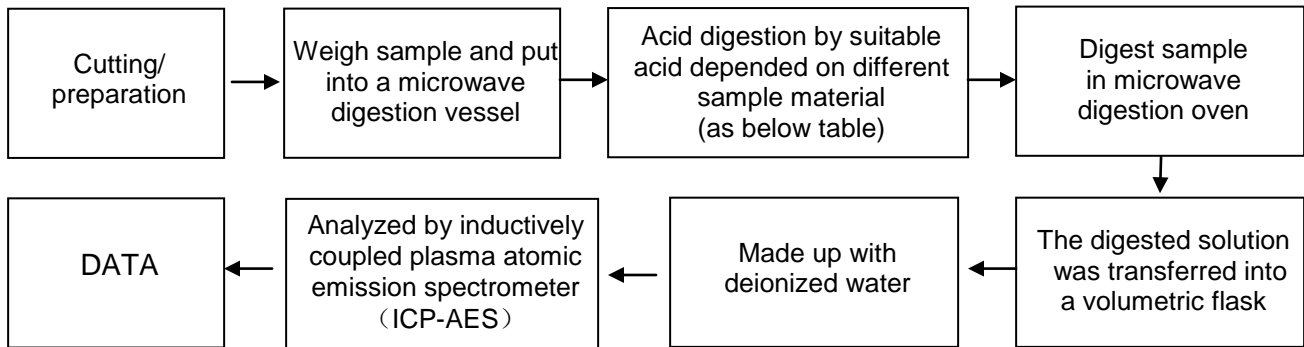 Cutting/
preparation
Weigh sample and put
into a microwave
digestion vessel
Acid digestion by suitable
acid depended on different
sample material
(as below table)
Digest sample
in microwave
digestion oven
The digested solution
was transferred into
a volumetric flask
Made up with
deionized water
Analyzed by inductively
coupled plasma atomic
emission spectrometer
（ICP-AES）
DATA